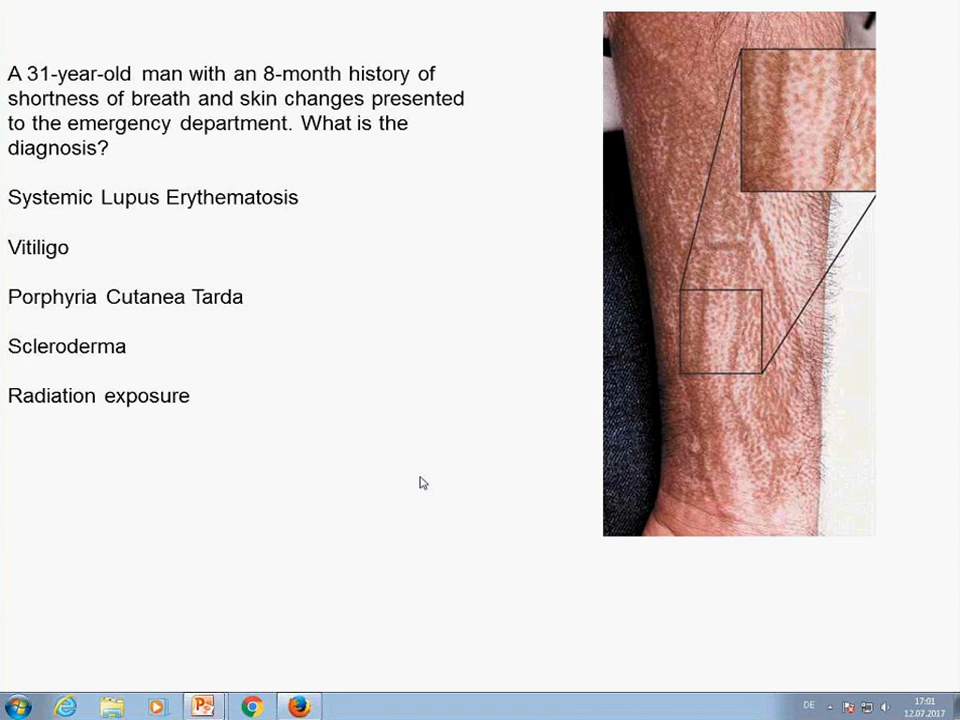 A 31-year-old man with an 8-month history of
shortness of breath and skin changes presented
to the emergency department. What is the
diagnosis?
Systemic Lupus Erythematosis
Vitiligo
Porphyria Cutanea Tarda
Scleroderma
Radiation exposure
DE
17:01
12.07.2017